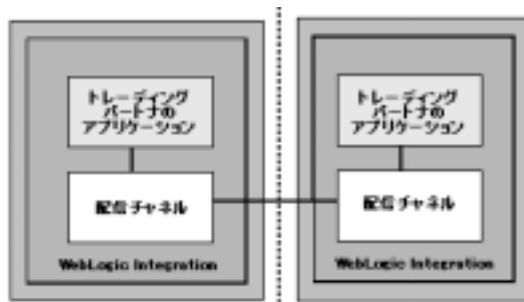 トレーディング
パートナの
アプリケーション
配信チャネル
WebLogic Integration
トレーディング
パートナの
アプリケーション
配信チャネル
WebLogic Integration